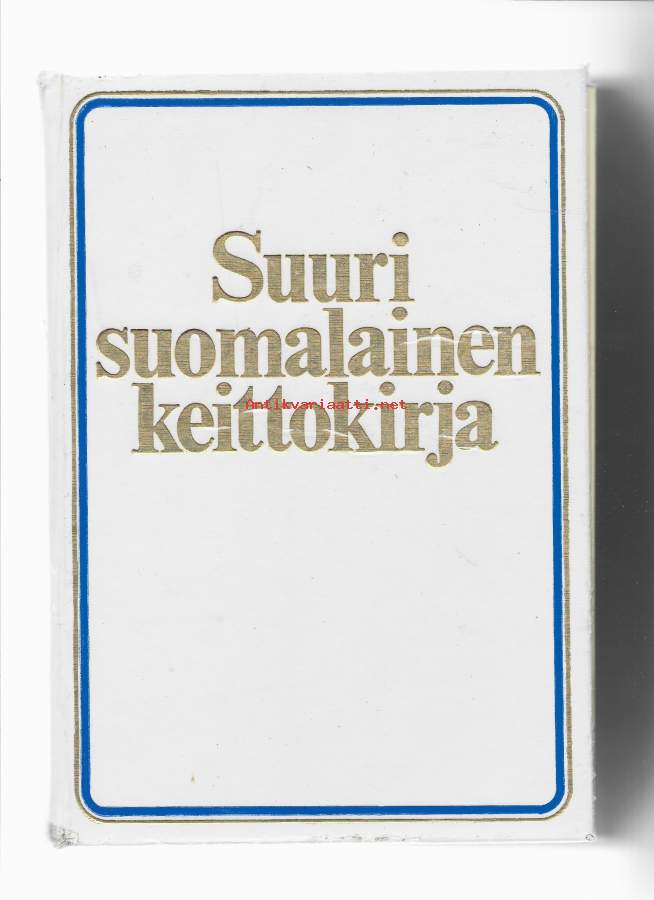 Suuri
suomalainen
Antikvariaatti.net
keittokirja